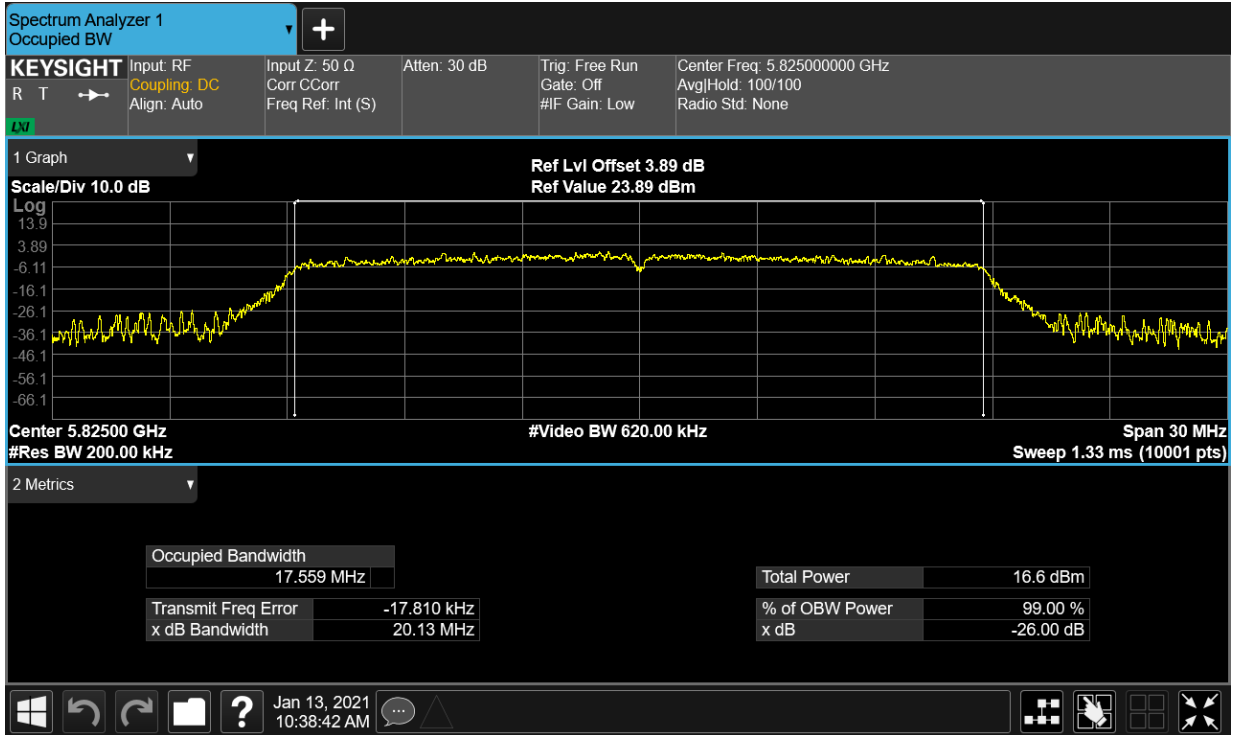 Spectrum Analyzer 1
Occupied BW
KEYSIGHT
R T
LXI
Input: RF
Coupling: DC
Align: Auto
Input Z: 50 Ω
Corr CCorr
Freq Ref: Int (S)
Atten: 30 dB
Trig: Free Run
Gate: Off
#IF Gain: Low
Center Freq: 5.825000000 GHz
Avg|Hold: 100/100
Radio Std: None
1 Graph
Scale/Div 10.0 dB
Ref Lvl Offset 3.89 dB
Ref Value 23.89 dBm
Log
13.9
3.89
-6.11
-16.1
-26.1
-36.1
-46.1
-56.1
-66.1
Center 5.82500 GHz
#Video BW 620.00 kHz
Span 30 MHz
#Res BW 200.00 kHz
Sweep 1.33 ms (10001 pts)
2 Metrics
Occupied Bandwidth
17.559 MHz
Total Power 16.6 dBm
Transmit Freq Error -17.810 kHz
% of OBW Power 99.00 %
x dB Bandwidth 20.13 MHz
x dB -26.00 dB
?
Jan 13, 2021
10:38:42 AM